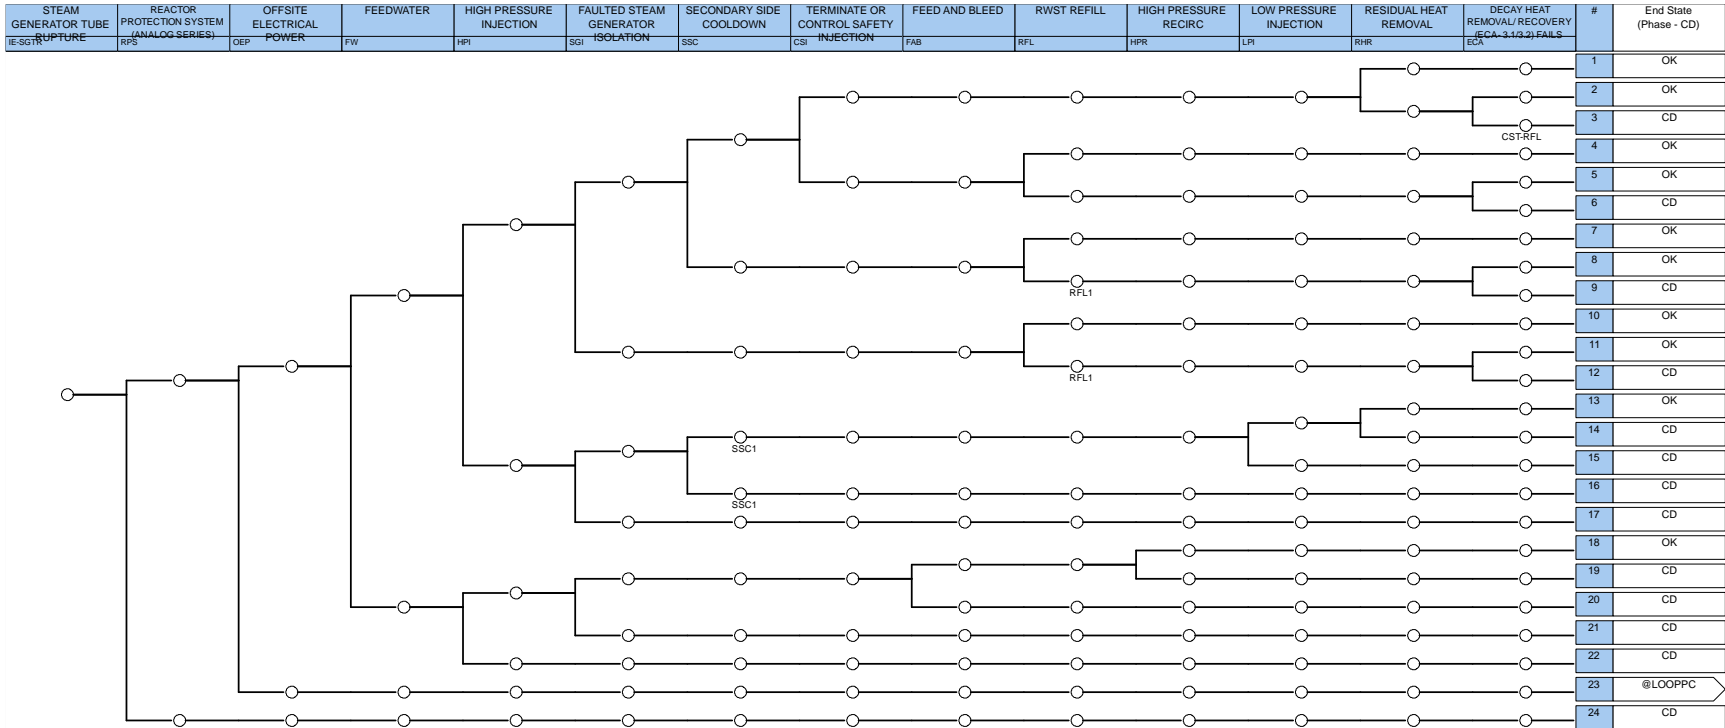 STEAM
GENERATOR TUBE
RUPTURE
IE-SGTR
REACTOR
PROTECTION SYSTEM
(ANALOG SERIES)
RPS
OFFSITE
ELECTRICAL
POWER
OEP
FEEDWATER
FW
HIGH PRESSURE
INJECTION
HPI
FAULTED STEAM
GENERATOR
ISOLATION
SGI
SECONDARY SIDE
COOLDOWN
SSC
TERMINATE OR
CONTROL SAFETY
INJECTION
CSI
FEED AND BLEED
FAB
RWST REFILL
RFL
HIGH PRESSURE
RECIRC
HPR
LOW PRESSURE
INJECTION
LPI
RESIDUAL HEAT
REMOVAL
RHR
DECAY HEAT
REMOVAL/ RECOVERY
(ECA- 3.1/3.2) FAILS
ECA
#
End State
(Phase - CD)
1 OK
2 OK
3 CD
CST-RFL
4 OK
5 OK
6 CD
7 OK
8 OK
RFL1
9 CD
10 OK
11 OK
RFL1
12 CD
13 OK
14 CD
SSC1
15 CD
16 CD
SSC1
17 CD
18 OK
19 CD
20 CD
21 CD
22 CD
23 @LOOPPC
24 CD